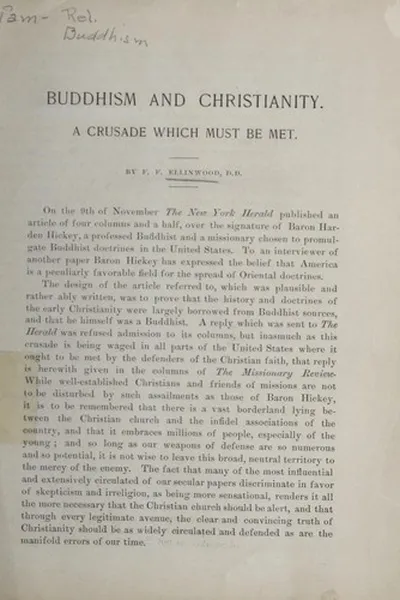 Pam- Rel.
Buddhism
BUDDHISM AND CHRISTIANITY.
A CRUSADE WHICH MUST BE MET.
BY F. F. ELLINWOOD, D.D.
On the 9th of November The New York Herald published an
article of four columns and a half, over the signature of Baron Har-
den Hickey, a professed Buddhist and a missionary chosen to promul-
gate Buddhist doctrines in the United States. To an interviewer of
another paper Baron Hickey has expressed the belief that America
is a peculiarly favorable field for the spread of Oriental doctrines.
The design of the article referred to, which was plausible and
rather ably written, was to prove that the history and doctrines of
the early Christianity were largely borrowed from Buddhist sources,
and that he himself was a Buddhist. A reply which was sent to The
Herald was refused admission to its columns, but inasmuch as this
crusade is being waged in all parts of the United States where it
ought to be met by the defenders of the Christian faith, that reply
is herewith given in the columns of The Missionary Review.
While well-established Christians and friends of missions are not
to be disturbed by such assailments as those of Baron Hickey,
it is to be remembered that there is a vast borderland lying be-
tween the Christian church and the infidel associations of the
country, and that it embraces millions of people, especially of the
young; and so long as our weapons of defense are so numerous
and so potential, it is not wise to leave this broad, neutral territory to
the mercy of the enemy. The fact that many of the most influential
and extensively circulated of our secular papers discriminate in favor
of skepticism and irreligion, as being more sensational, renders it all
the more necessary that the Christian church should be alert, and that
through every legitimate avenue, the clear and convincing truth of
Christianity should be as widely circulated and defended as are the
manifold errors of our time.